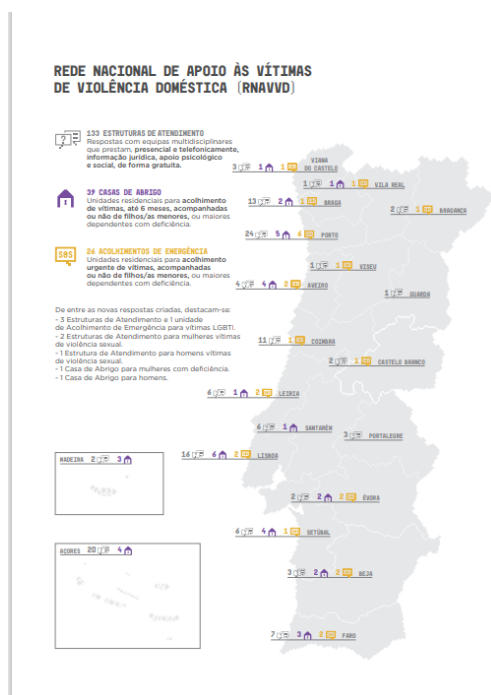 REDE NACIONAL DE APOIO ÀS VÍTIMAS
DE VIOLÊNCIA DOMÉSTICA (RNAVVD)
133 ESTRUTURAS DE ATENDIMENTO
Respostas com equipas multidisciplinares
que prestam, presencial e telefonicamente,
informação jurídica, apoio psicológico
e social, de forma gratuita.
39 CASAS DE ABRIGO
Unidades residenciais para acolhimento
de vítimas, até 6 meses, acompanhadas
ou não de filhos/as menores, ou maiores
dependentes com deficiência.
SOS
26 ACOLHIMENTOS DE EMERGÊNCIA
Unidades residenciais para acolhimento
urgente de vítimas, acompanhadas
ou não de filhos/as menores, ou maiores
dependentes com deficiência.
De entre as novas respostas criadas, destacam-se:
- 3 Estruturas de Atendimento e 1 unidade
de Acolhimento de Emergência para vítimas LGBTI.
- 2 Estruturas de Atendimento para mulheres vítimas
de violência sexual.
- 1 Estrutura de Atendimento para homens vítimas
de violência sexual.
- 1 Casa de Abrigo para mulheres com deficiência.
- 1 Casa de Abrigo para homens.
3 1 1 VIANA
DO CASTELO
1 1 1 VILA REAL
13 2 1 BRAGA
2 1 BRAGANÇA
24 5 6 PORTO
1 1 VISEU
4 4 2 AVEIRO
1 GUARDA
11 1 COIMBRA
2 1 CASTELO BRANCO
6 1 2 LEIRIA
6 1 SANTARÉM
3 PORTALEGRE
16 6 2 LISBOA
MADEIRA 2 3
2 2 2 ÉVORA
6 4 1 SETÚBAL
AÇORES 20 4
3 2 2 BEJA
7 3 2 FARO